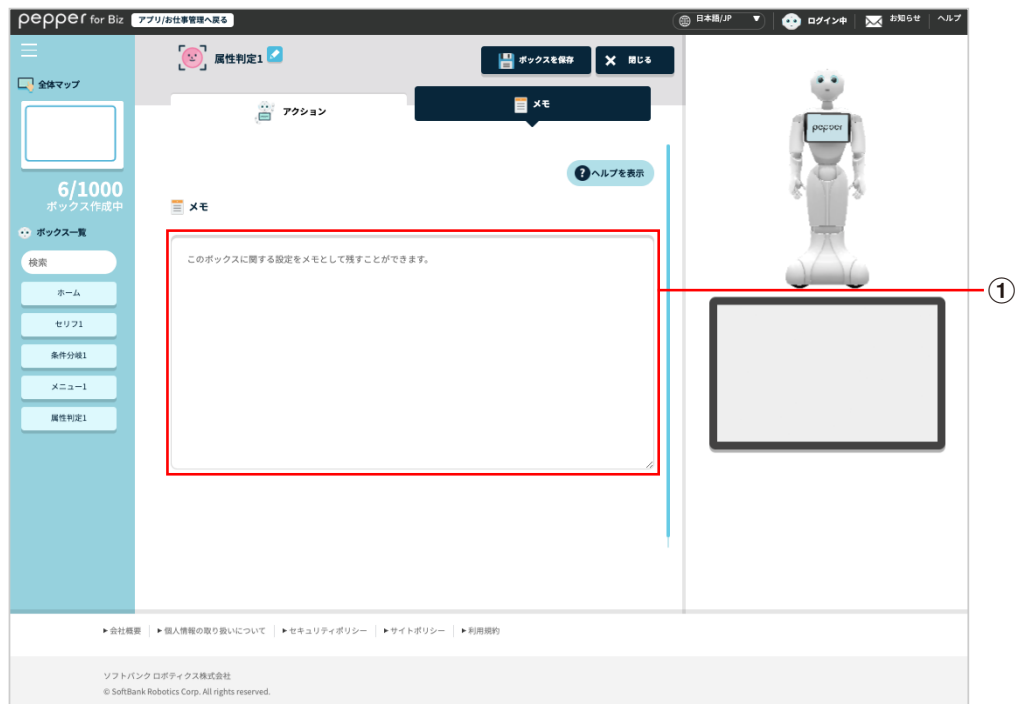 pepper for Biz アプリ/お仕事管理へ戻る 日本語/JP ▼ ログイン中 お知らせ ヘルプ
属性判定1 ボックスを保存 閉じる
全体マップ
アクション メモ
pepper
ヘルプを表示
6/1000
ボックス作成中
メモ
ボックス一覧
検索
このボックスに関する設定をメモとして残すことができます。
①
ホーム
セリフ1
条件分岐1
メニュー1
属性判定1
▶会社概要 ▶個人情報の取り扱いについて ▶セキュリティポリシー ▶サイトポリシー ▶利用規約
ソフトバンク ロボティクス株式会社
© SoftBank Robotics Corp. All rights reserved.